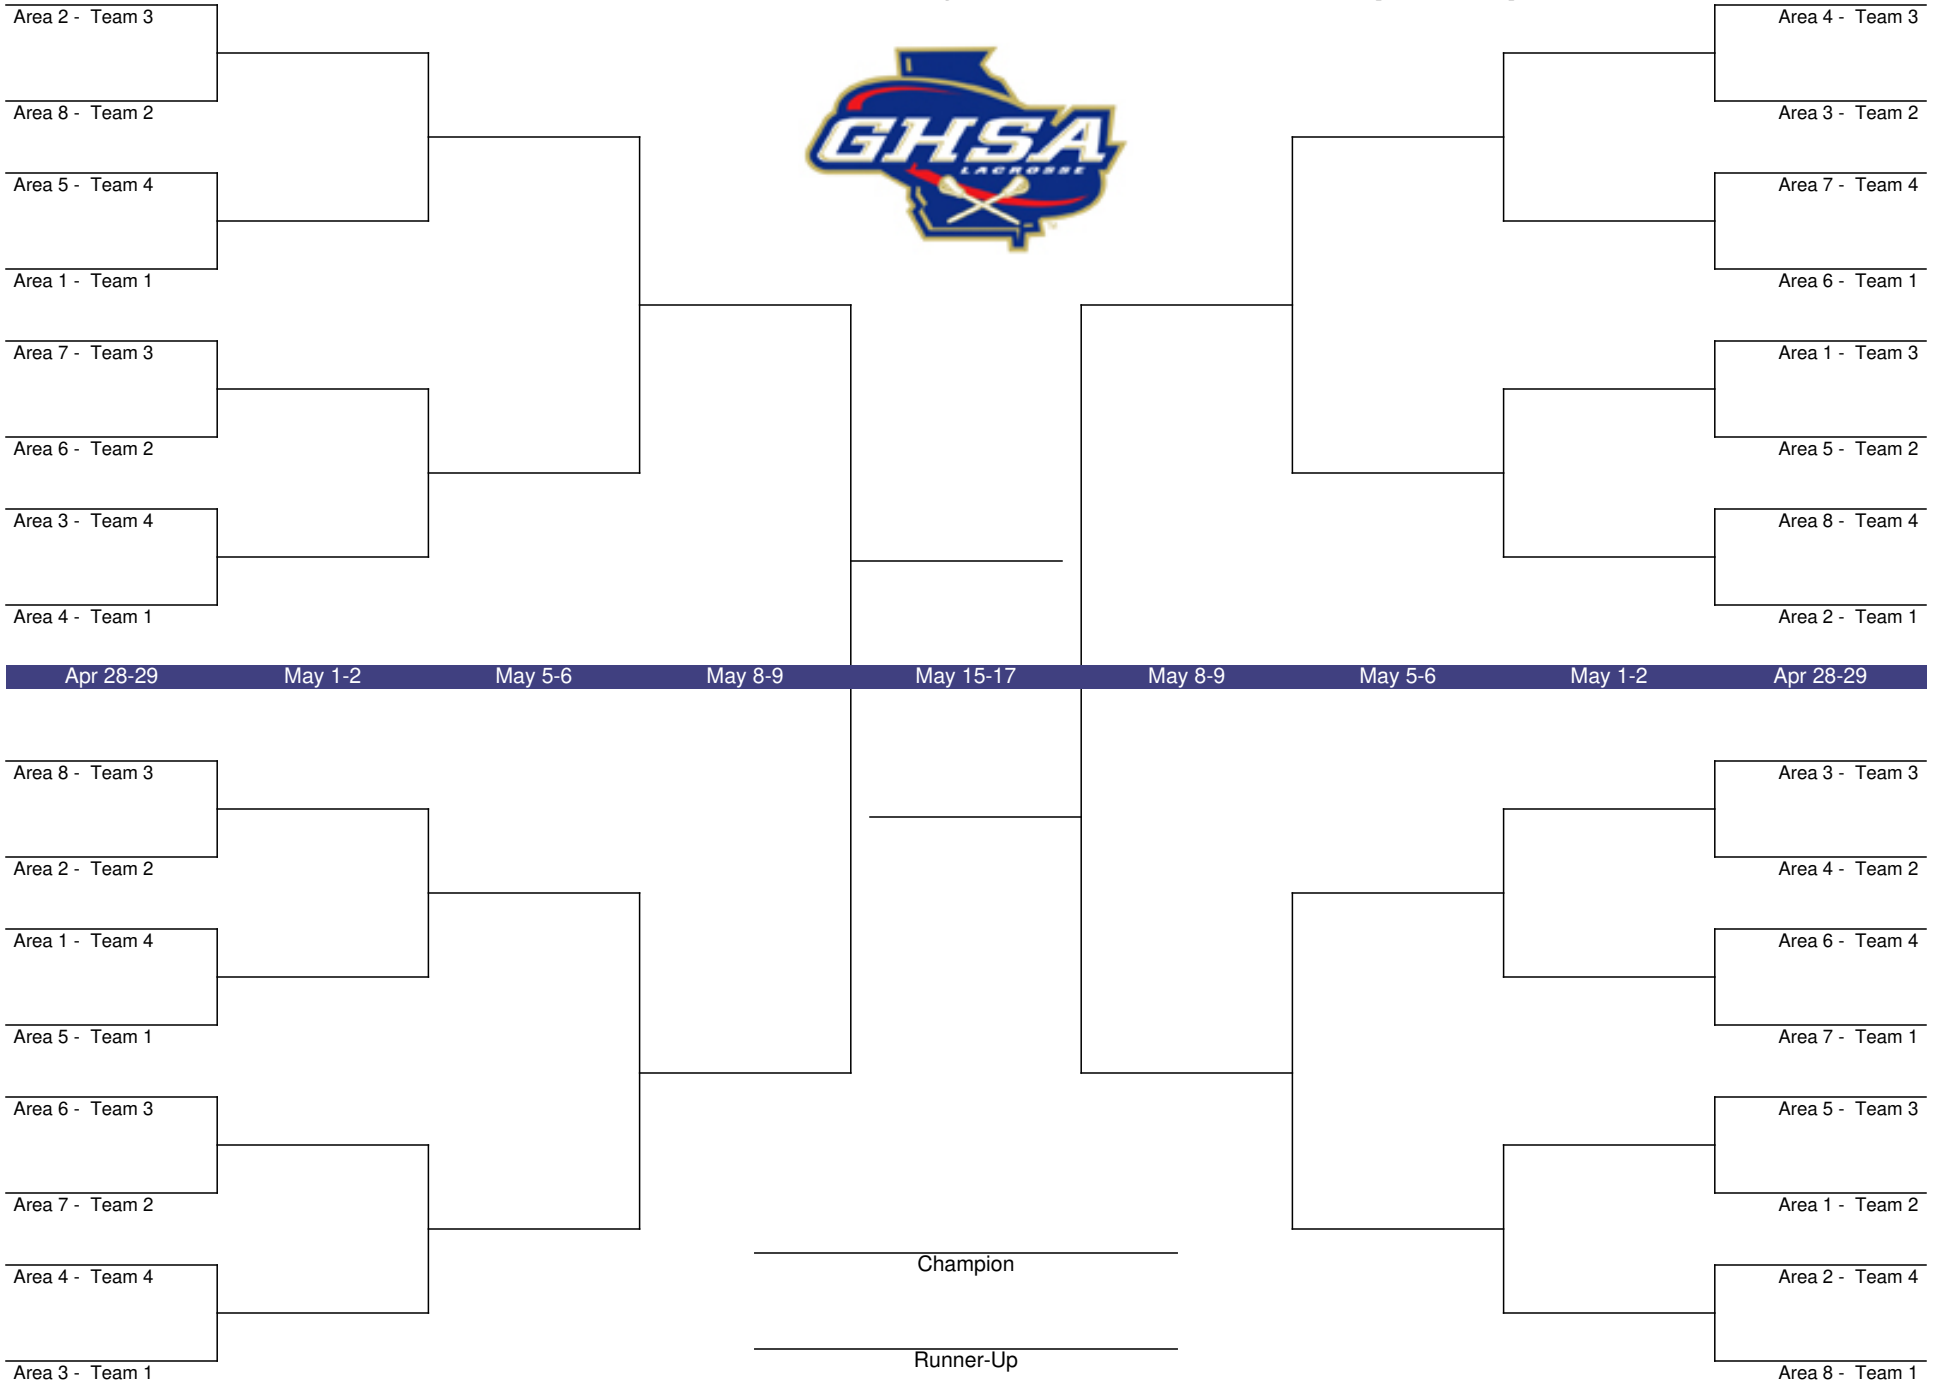 Area 2 - Team 3
Area 8 - Team 2
Area 5 - Team 4
Area 1 - Team 1
Area 7 - Team 3
Area 6 - Team 2
Area 3 - Team 4
Area 4 - Team 1
GHSA
LACROSSE
Area 4 - Team 3
Area 3 - Team 2
Area 7 - Team 4
Area 6 - Team 1
Area 1 - Team 3
Area 5 - Team 2
Area 8 - Team 4
Area 2 - Team 1
Apr 28-29 May 1-2 May 5-6 May 8-9 May 15-17 May 8-9 May 5-6 May 1-2 Apr 28-29
Area 8 - Team 3
Area 2 - Team 2
Area 1 - Team 4
Area 5 - Team 1
Area 6 - Team 3
Area 7 - Team 2
Area 4 - Team 4
Area 3 - Team 1
Champion
Runner-Up
Area 3 - Team 3
Area 4 - Team 2
Area 6 - Team 4
Area 7 - Team 1
Area 5 - Team 3
Area 1 - Team 2
Area 2 - Team 4
Area 8 - Team 1